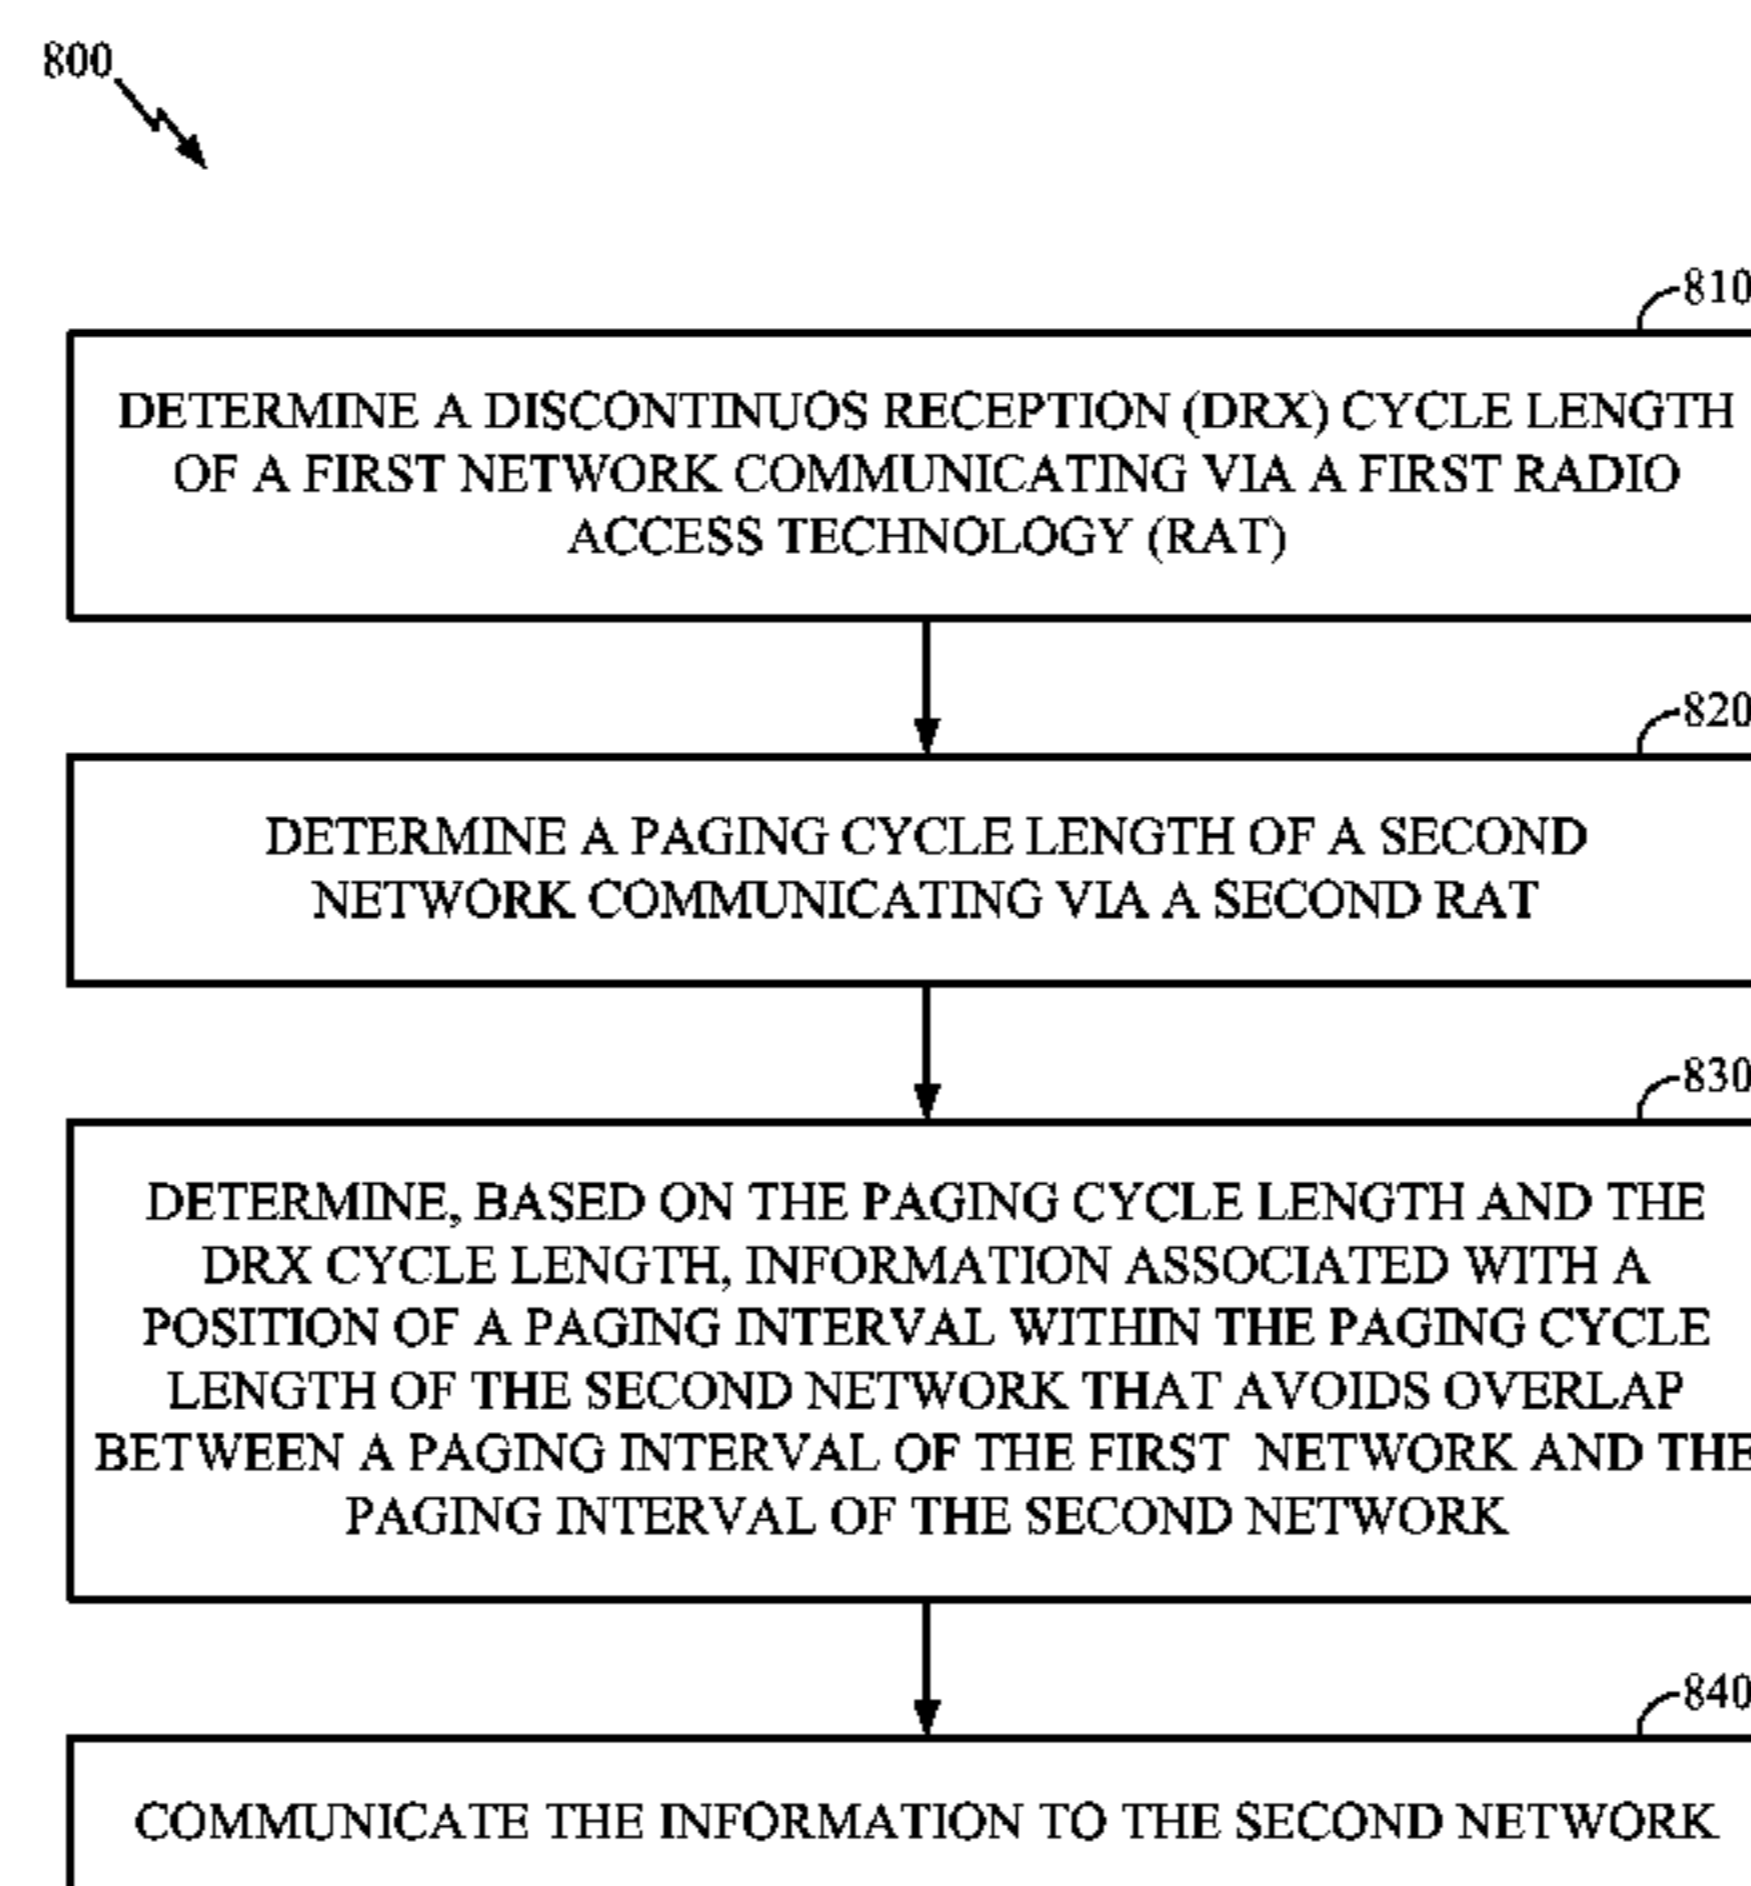 800
810
DETERMINE A DISCONTINUOS RECEPTION (DRX) CYCLE LENGTH
OF A FIRST NETWORK COMMUNICATING VIA A FIRST RADIO
ACCESS TECHNOLOGY (RAT)
820
DETERMINE A PAGING CYCLE LENGTH OF A SECOND
NETWORK COMMUNICATING VIA A SECOND RAT
830
DETERMINE, BASED ON THE PAGING CYCLE LENGTH AND THE
DRX CYCLE LENGTH, INFORMATION ASSOCIATED WITH A
POSITION OF A PAGING INTERVAL WITHIN THE PAGING CYCLE
LENGTH OF THE SECOND NETWORK THAT AVOIDS OVERLAP
BETWEEN A PAGING INTERVAL OF THE FIRST NETWORK AND THE
PAGING INTERVAL OF THE SECOND NETWORK
840
COMMUNICATE THE INFORMATION TO THE SECOND NETWORK